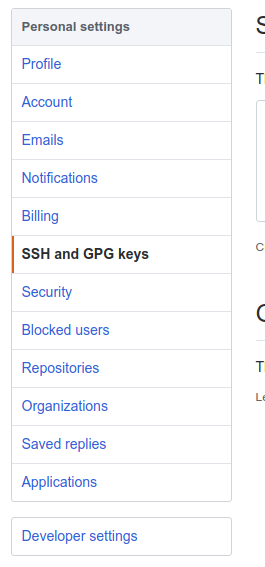 Personal settings
Profile
Account
Emails
Notifications
Billing
SSH and GPG keys
Security
Blocked users
Repositories
Organizations
Saved replies
Applications
Developer settings